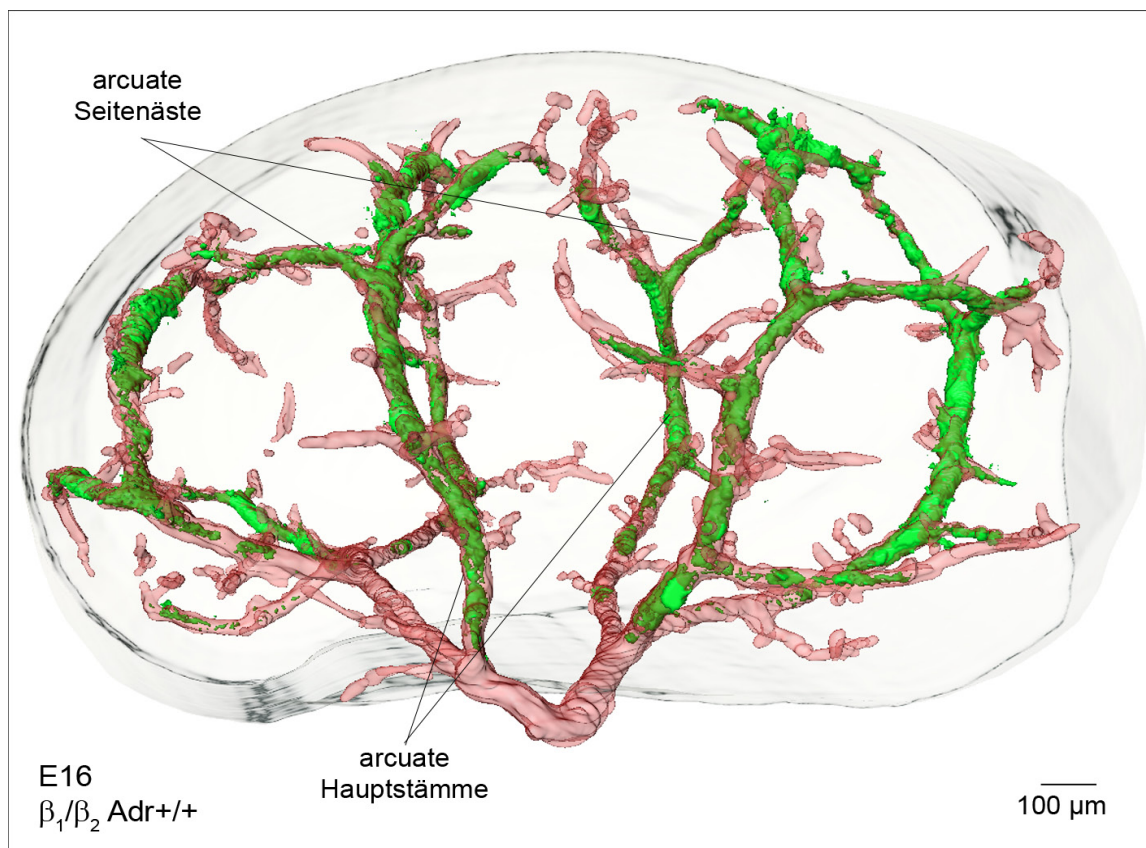 arcuate
Seitenäste
arcuate
Hauptstämme
E16
β₁/β₂ Adr+/+
100 µm